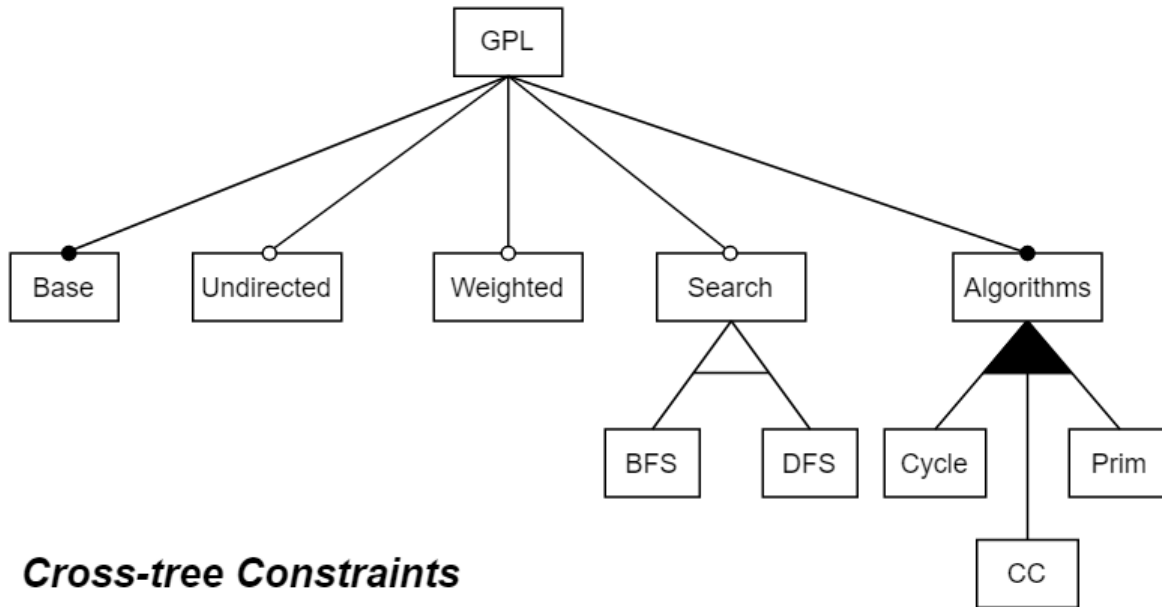 GPL
Base
Undirected
Weighted
Search
Algorithms
BFS
DFS
Cycle
Prim
CC
Cross-tree Constraints